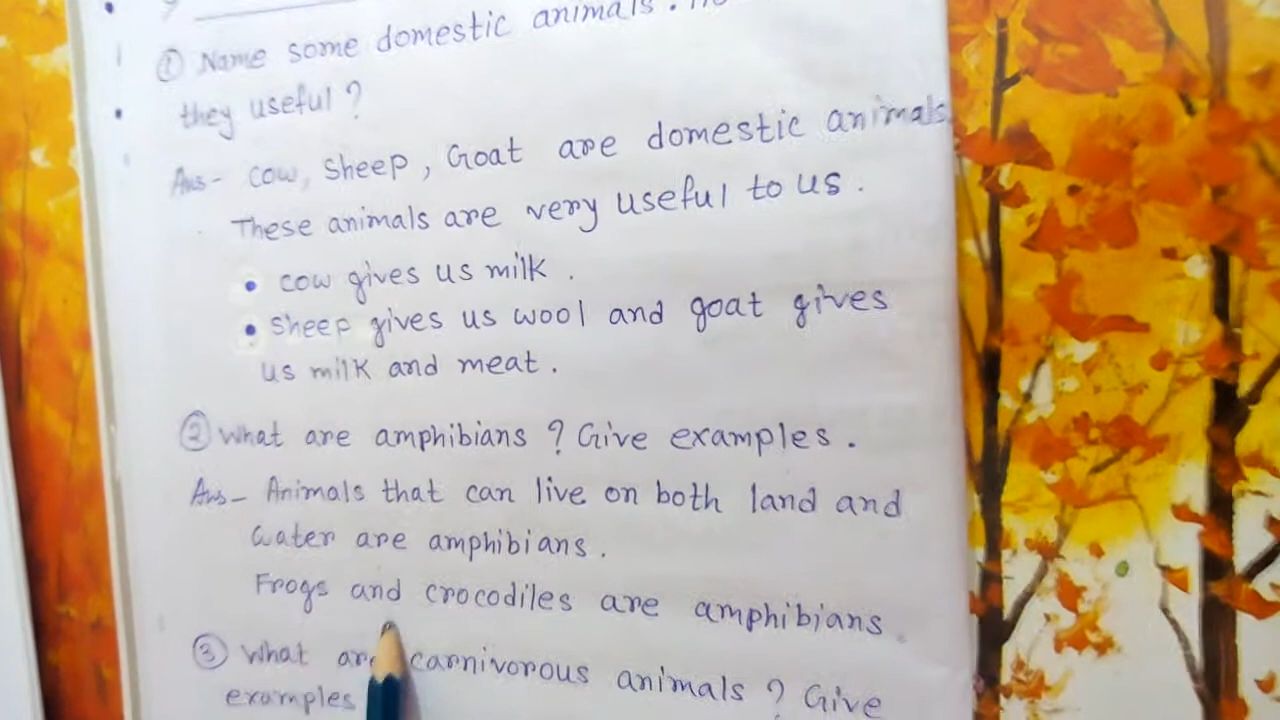 ① Name some domestic animals.
they useful?
Ans- cow, sheep, Goat are domestic animals
These animals are very useful to us.
• cow gives us milk.
• sheep gives us wool and goat gives
us milk and meat.
② What are amphibians? Give examples.
Ans- Animals that can live on both land and
water are amphibians.
Frogs and crocodiles are amphibians.
③ What are carnivorous animals? Give
examples